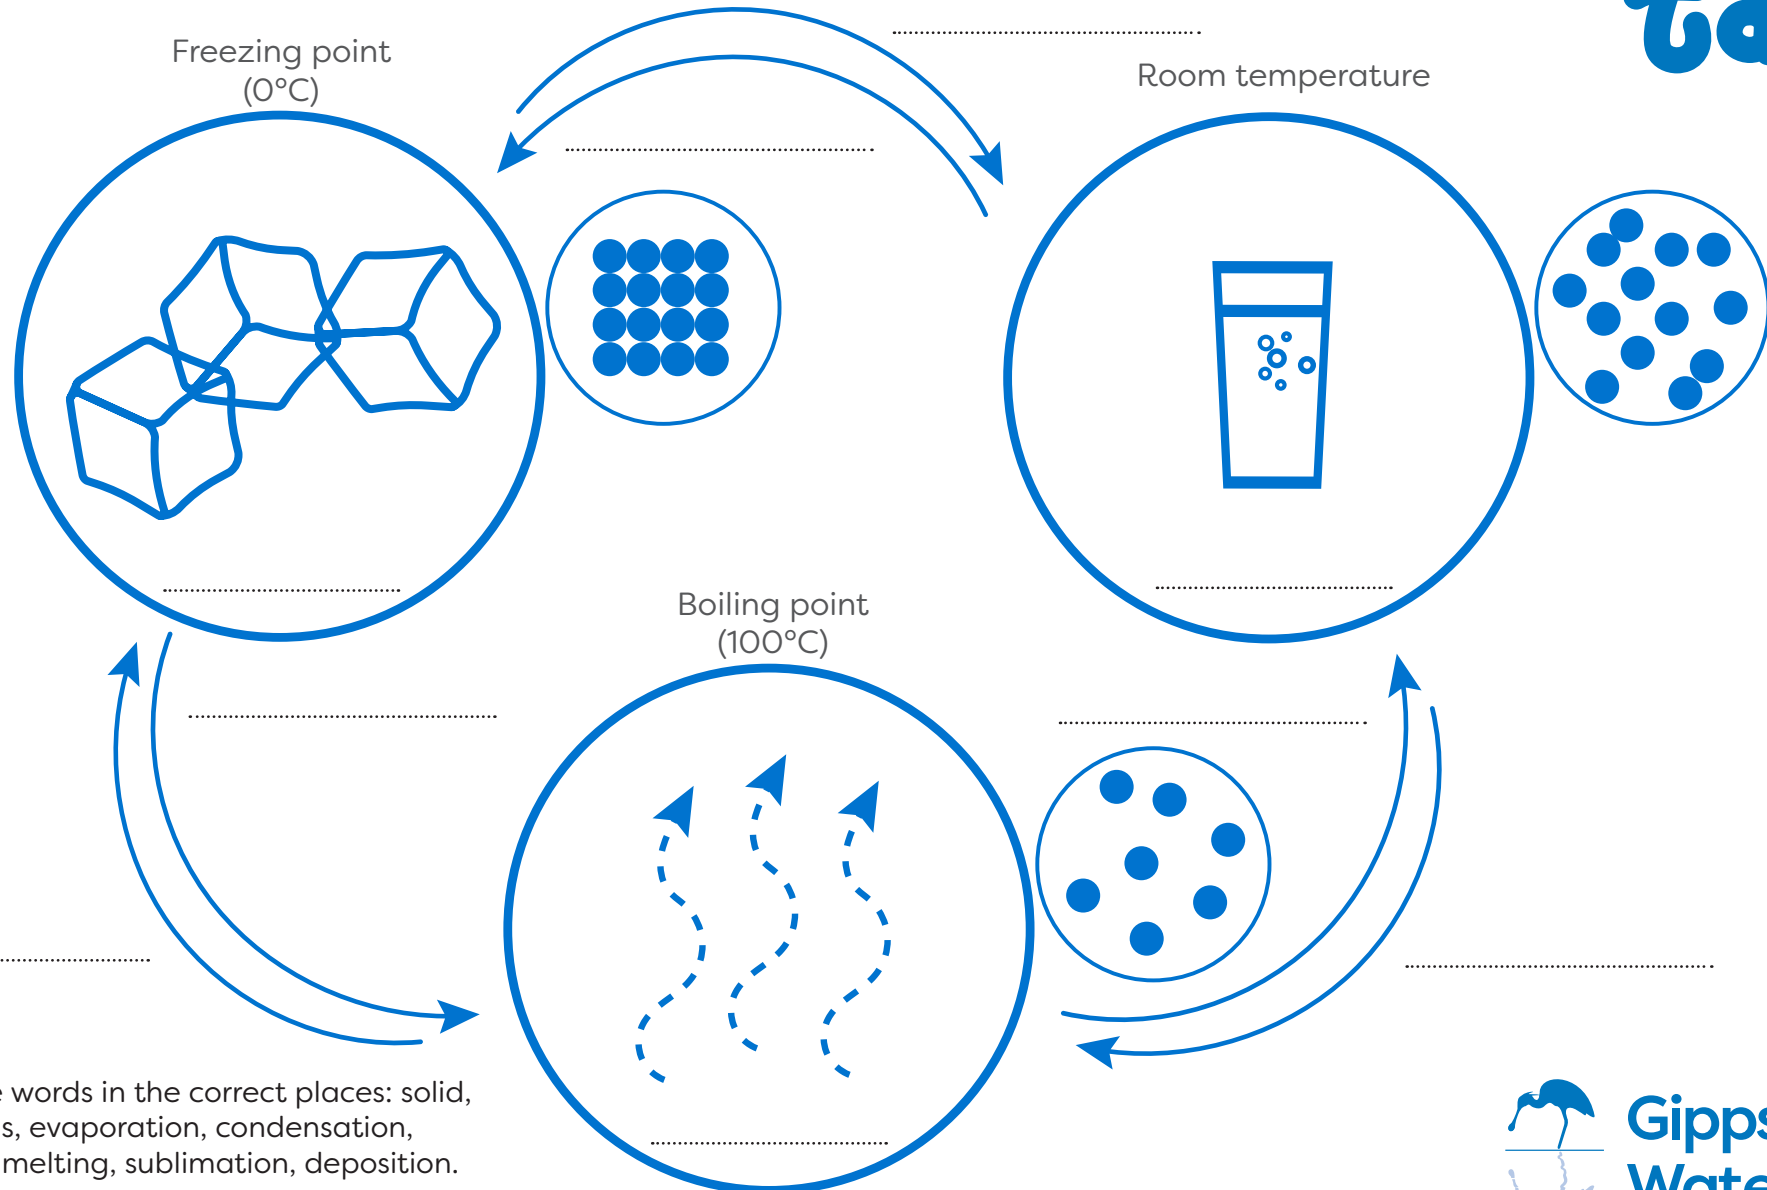 Freezing point
(0°C)
Room temperature
Boiling point
(100°C)
words in the correct places: solid,
evaporation, condensation,
melting, sublimation, deposition.